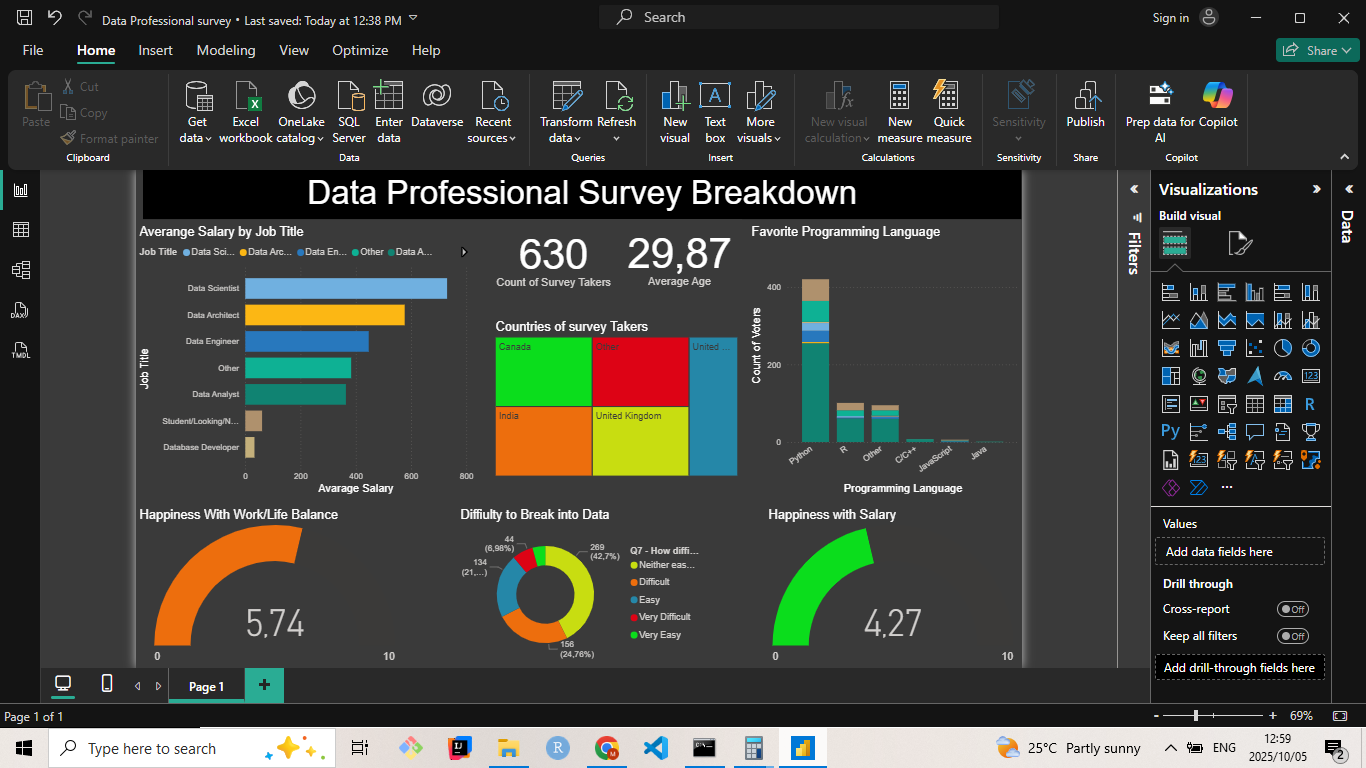 Data Professional survey • Last saved: Today at 12:38 PM
Search
Sign in
File
Home
Insert
Modeling
View
Optimize
Help
Share
Paste
Cut
Copy
Format painter
Clipboard
Get data
Excel workbook
OneLake catalog
SQL Server
Enter data
Dataverse
Recent sources
Data
Transform data
Refresh
Queries
New visual
Text box
More visuals
Insert
New visual calculation
New measure
Quick measure
Calculations
Sensitivity
Sensitivity
Publish
Share
Prep data for AI
Copilot
Copilot
Data Professional Survey Breakdown
Averange Salary by Job Title
Job Title Data Sci... Data Arc... Data En... Other Data A...
Job Title
Data Scientist
Data Architect
Data Engineer
Other
Data Analyst
Student/Looking/N...
Database Developer
0 200 400 600 800
Avarage Salary
630
Count of Survey Takers
29,87
Average Age
Countries of survey Takers
Canada
Other
United ...
India
United Kingdom
Favorite Programming Language
Count of Voters
400
200
0
Python
R
Other
C/C++
JavaScript
Java
Programming Language
Happiness With Work/Life Balance
5,74
0
10
Diffiulty to Break into Data
44
(6,98%)
134
(21,...)
269
(42,7%)
156
(24,76%)
Q7 - How diffi...
Neither eas...
Difficult
Easy
Very Difficult
Very Easy
Happiness with Salary
4,27
0
10
Filters
Visualizations
Build visual
R
Py
123
Values
Add data fields here
Drill through
Cross-report
Off
Keep all filters
Off
Add drill-through fields here
Data
DAX
TMDL
Page 1
Page 1 of 1
- + 69%
Type here to search
25°C Partly sunny
ENG
12:59
2025/10/05
2